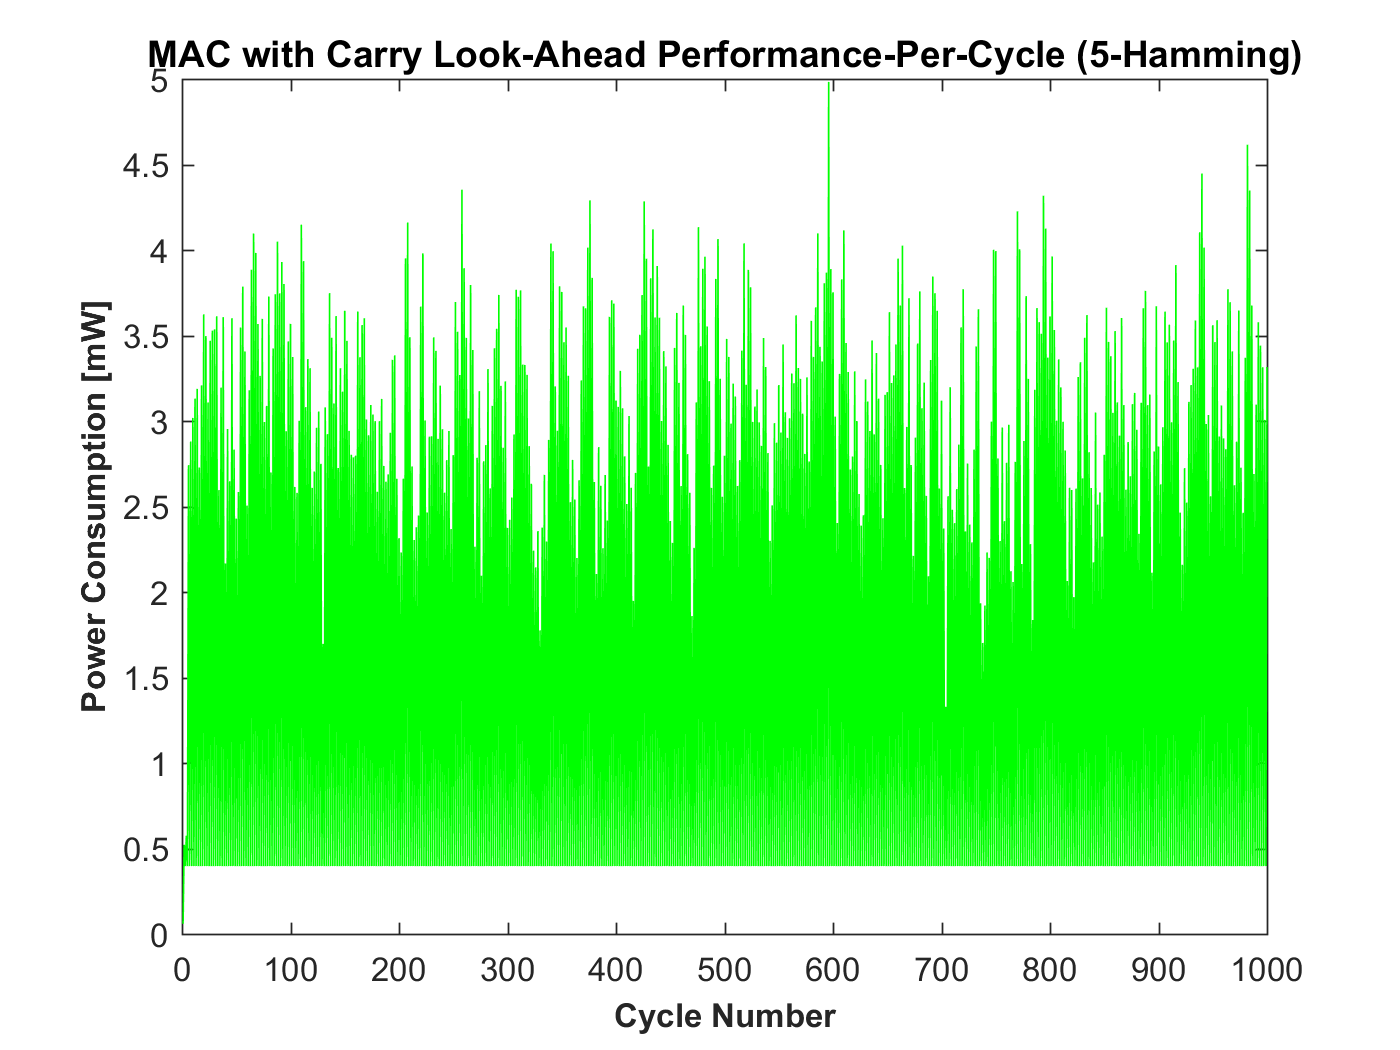 MAC with Carry Look-Ahead Performance-Per-Cycle (5-Hamming)
5
4.5
4
3.5
3
2.5
2
1.5
1
0.5
0
Power Consumption [mW]
0 100 200 300 400 500 600 700 800 900 1000
Cycle Number